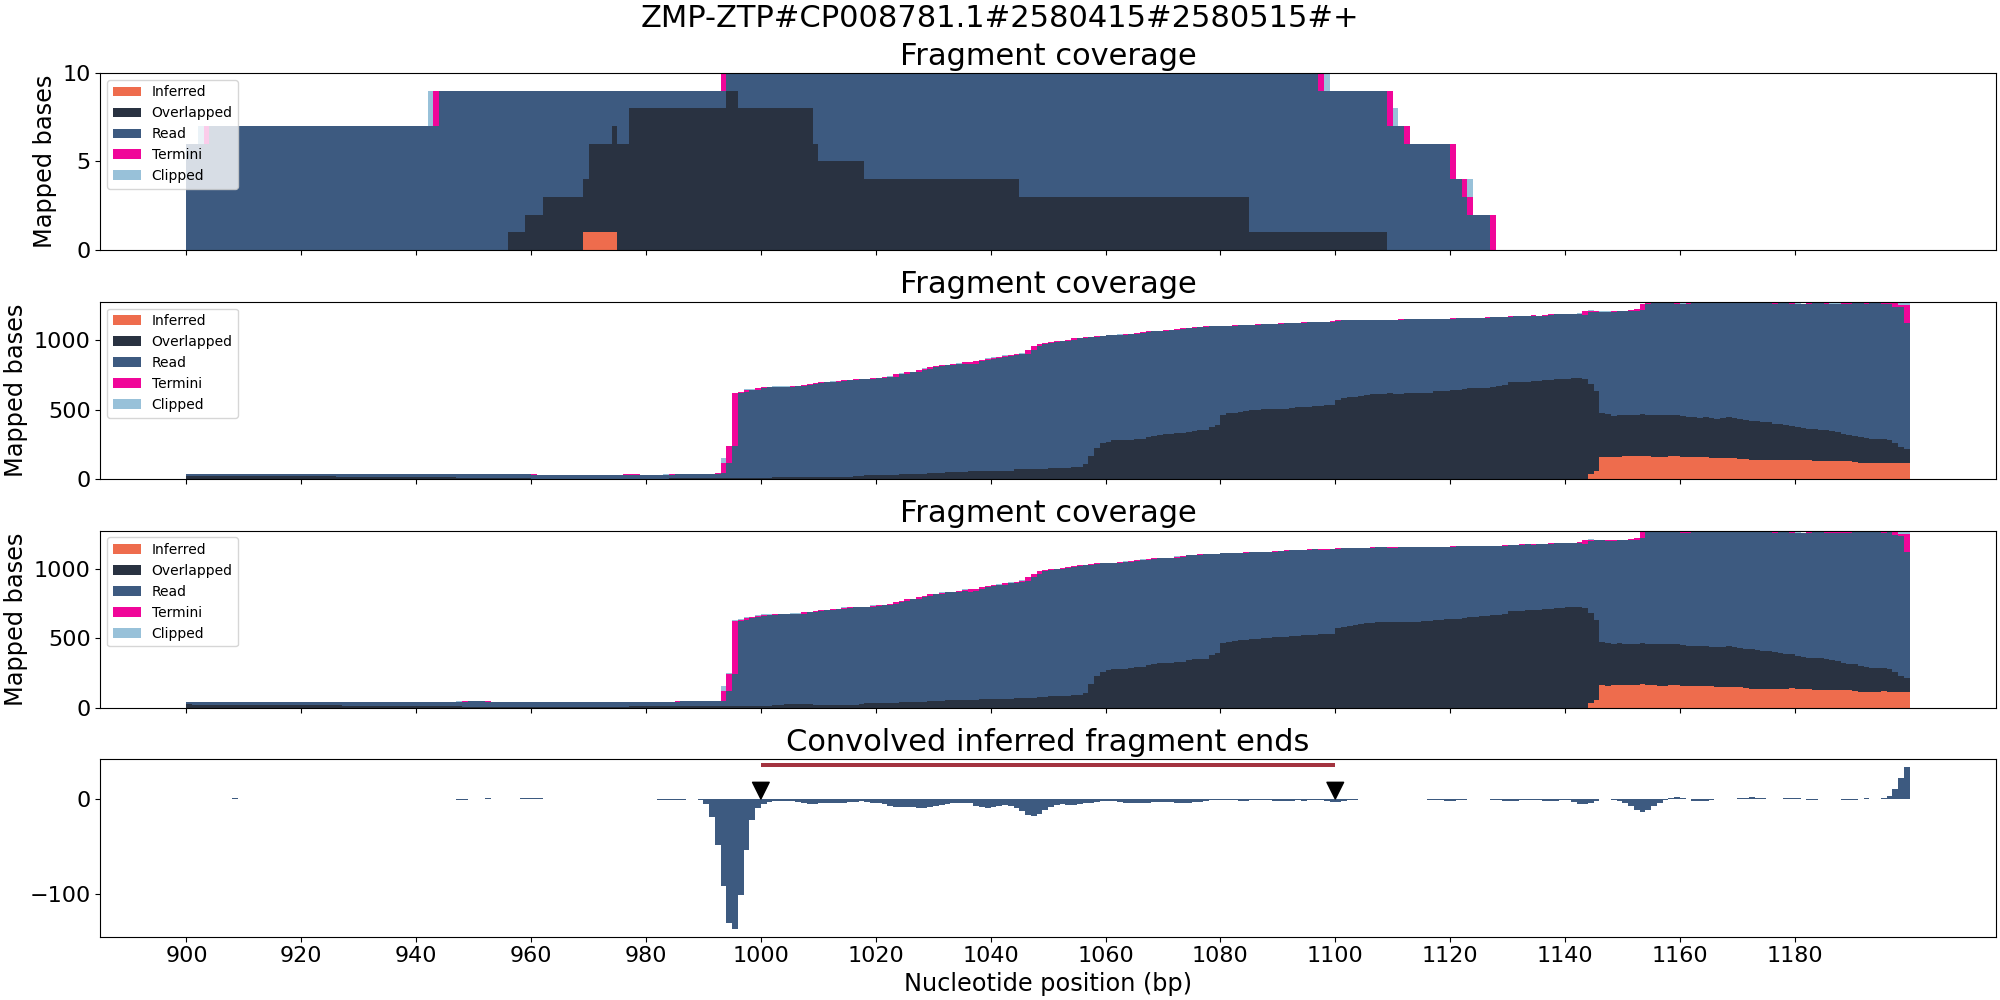 ZMP-ZTP#CP008781.1#2580415#2580515#+
Fragment coverage
Mapped bases
10
5
0
Inferred
Overlapped
Read
Termini
Clipped
Fragment coverage
Mapped bases
1000
500
0
Inferred
Overlapped
Read
Termini
Clipped
Fragment coverage
Mapped bases
1000
500
0
Inferred
Overlapped
Read
Termini
Clipped
Convolved inferred fragment ends
0
−100
900 920 940 960 980 1000 1020 1040 1060 1080 1100 1120 1140 1160 1180
Nucleotide position (bp)